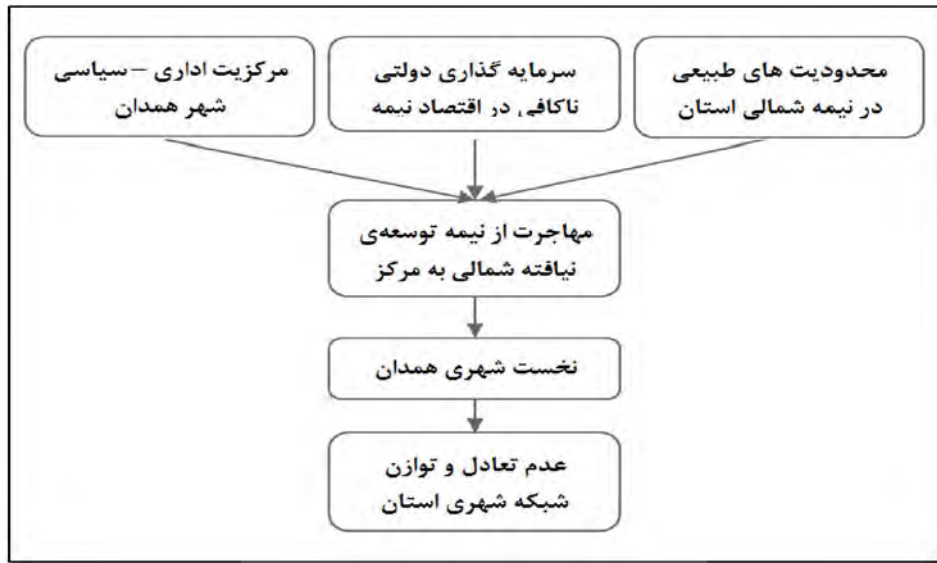 محدودیت های طبیعی
در نیمه شمالی استان
سرمایه گذاری دولتی
ناکافی در اقتصاد نیمه
مرکزیت اداری – سیاسی
شهر همدان
مهاجرت از نیمه توسعه‌ی
نیافته شمالی به مرکز
نخست شهری همدان
عدم تعادل و توازن
شبکه شهری استان